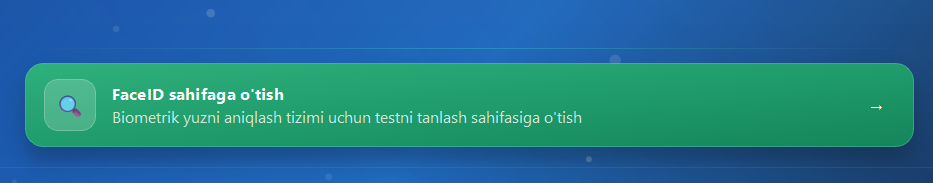 FaceID sahifaga o'tish
Biometrik yuzni aniqlash tizimi uchun testni tanlash sahifasiga o'tish
→